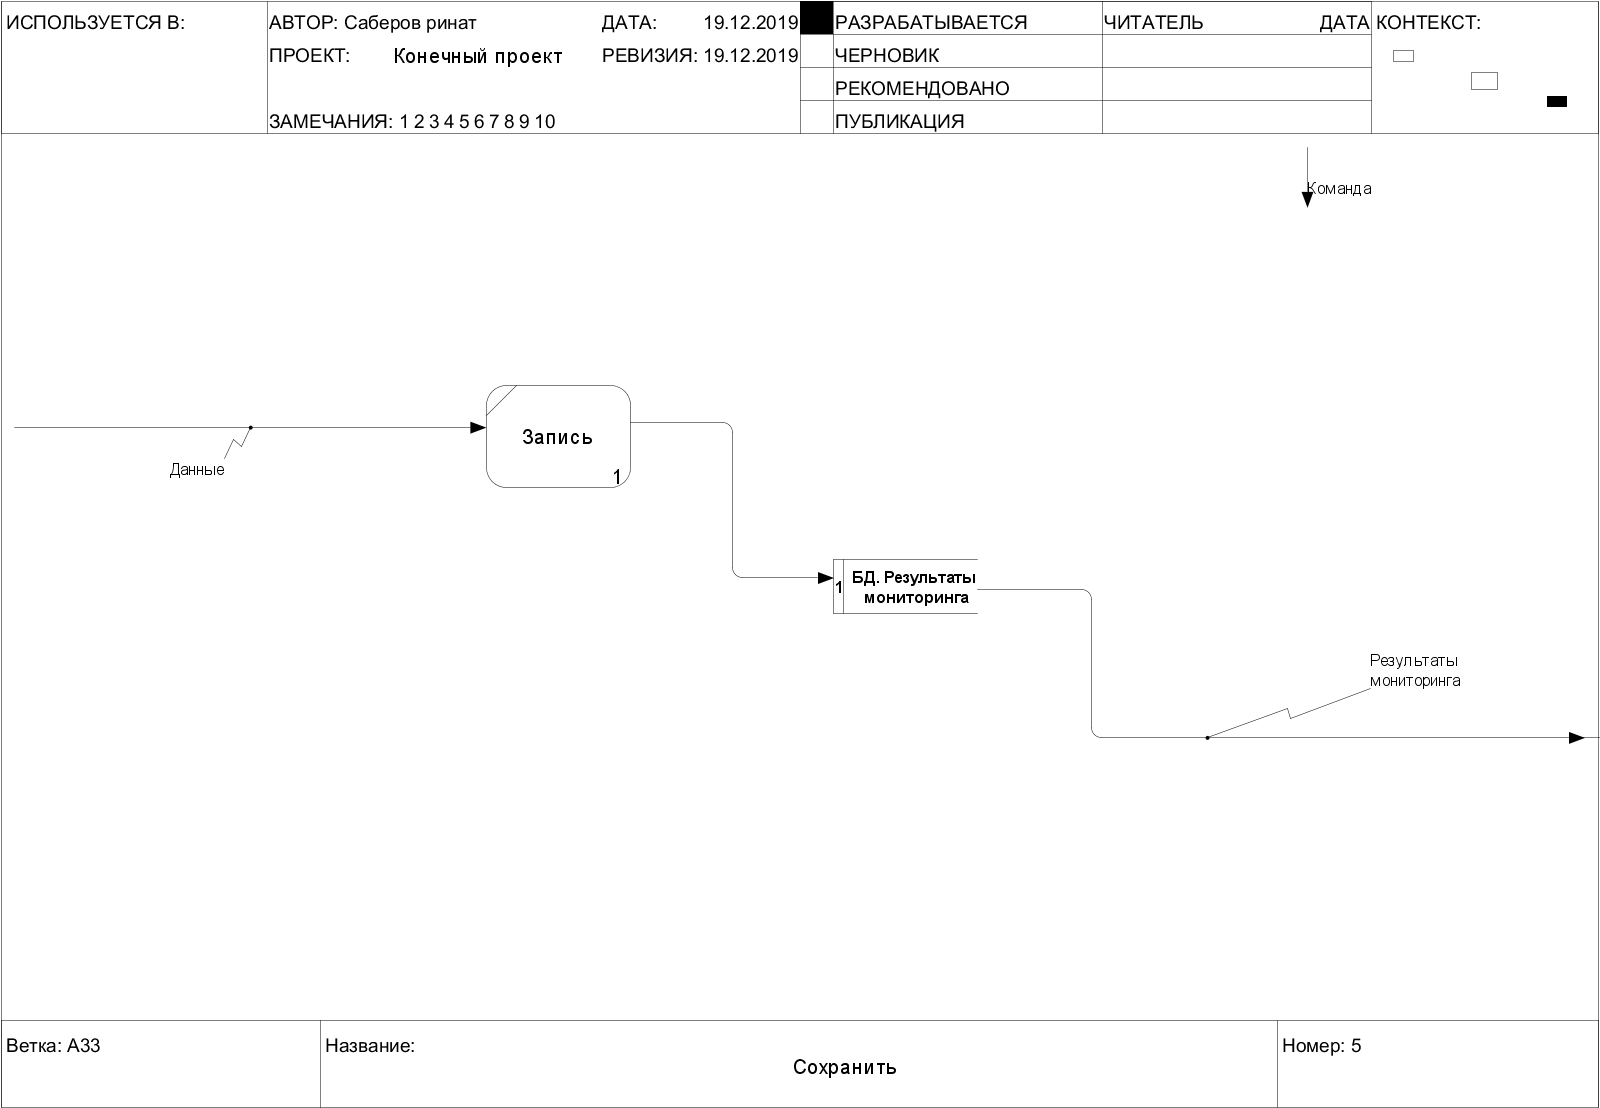 ИСПОЛЬЗУЕТСЯ В:
АВТОР: Саберов ринат
ДАТА: 19.12.2019
РАЗРАБАТЫВАЕТСЯ
ЧИТАТЕЛЬ
ДАТА
КОНТЕКСТ:
ПРОЕКТ: Конечный проект
РЕВИЗИЯ: 19.12.2019
ЧЕРНОВИК
РЕКОМЕНДОВАНО
ЗАМЕЧАНИЯ: 1 2 3 4 5 6 7 8 9 10
ПУБЛИКАЦИЯ
Команда
Запись
1
Данные
1
БД. Результаты
мониторинга
Результаты
мониторинга
Ветка: A33
Название:
Сохранить
Номер: 5